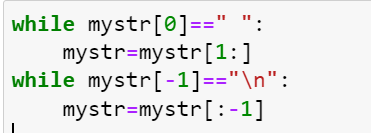 while mystr[0]==" ":
    mystr=mystr[1:]
while mystr[-1]=="\n":
    mystr=mystr[:-1]